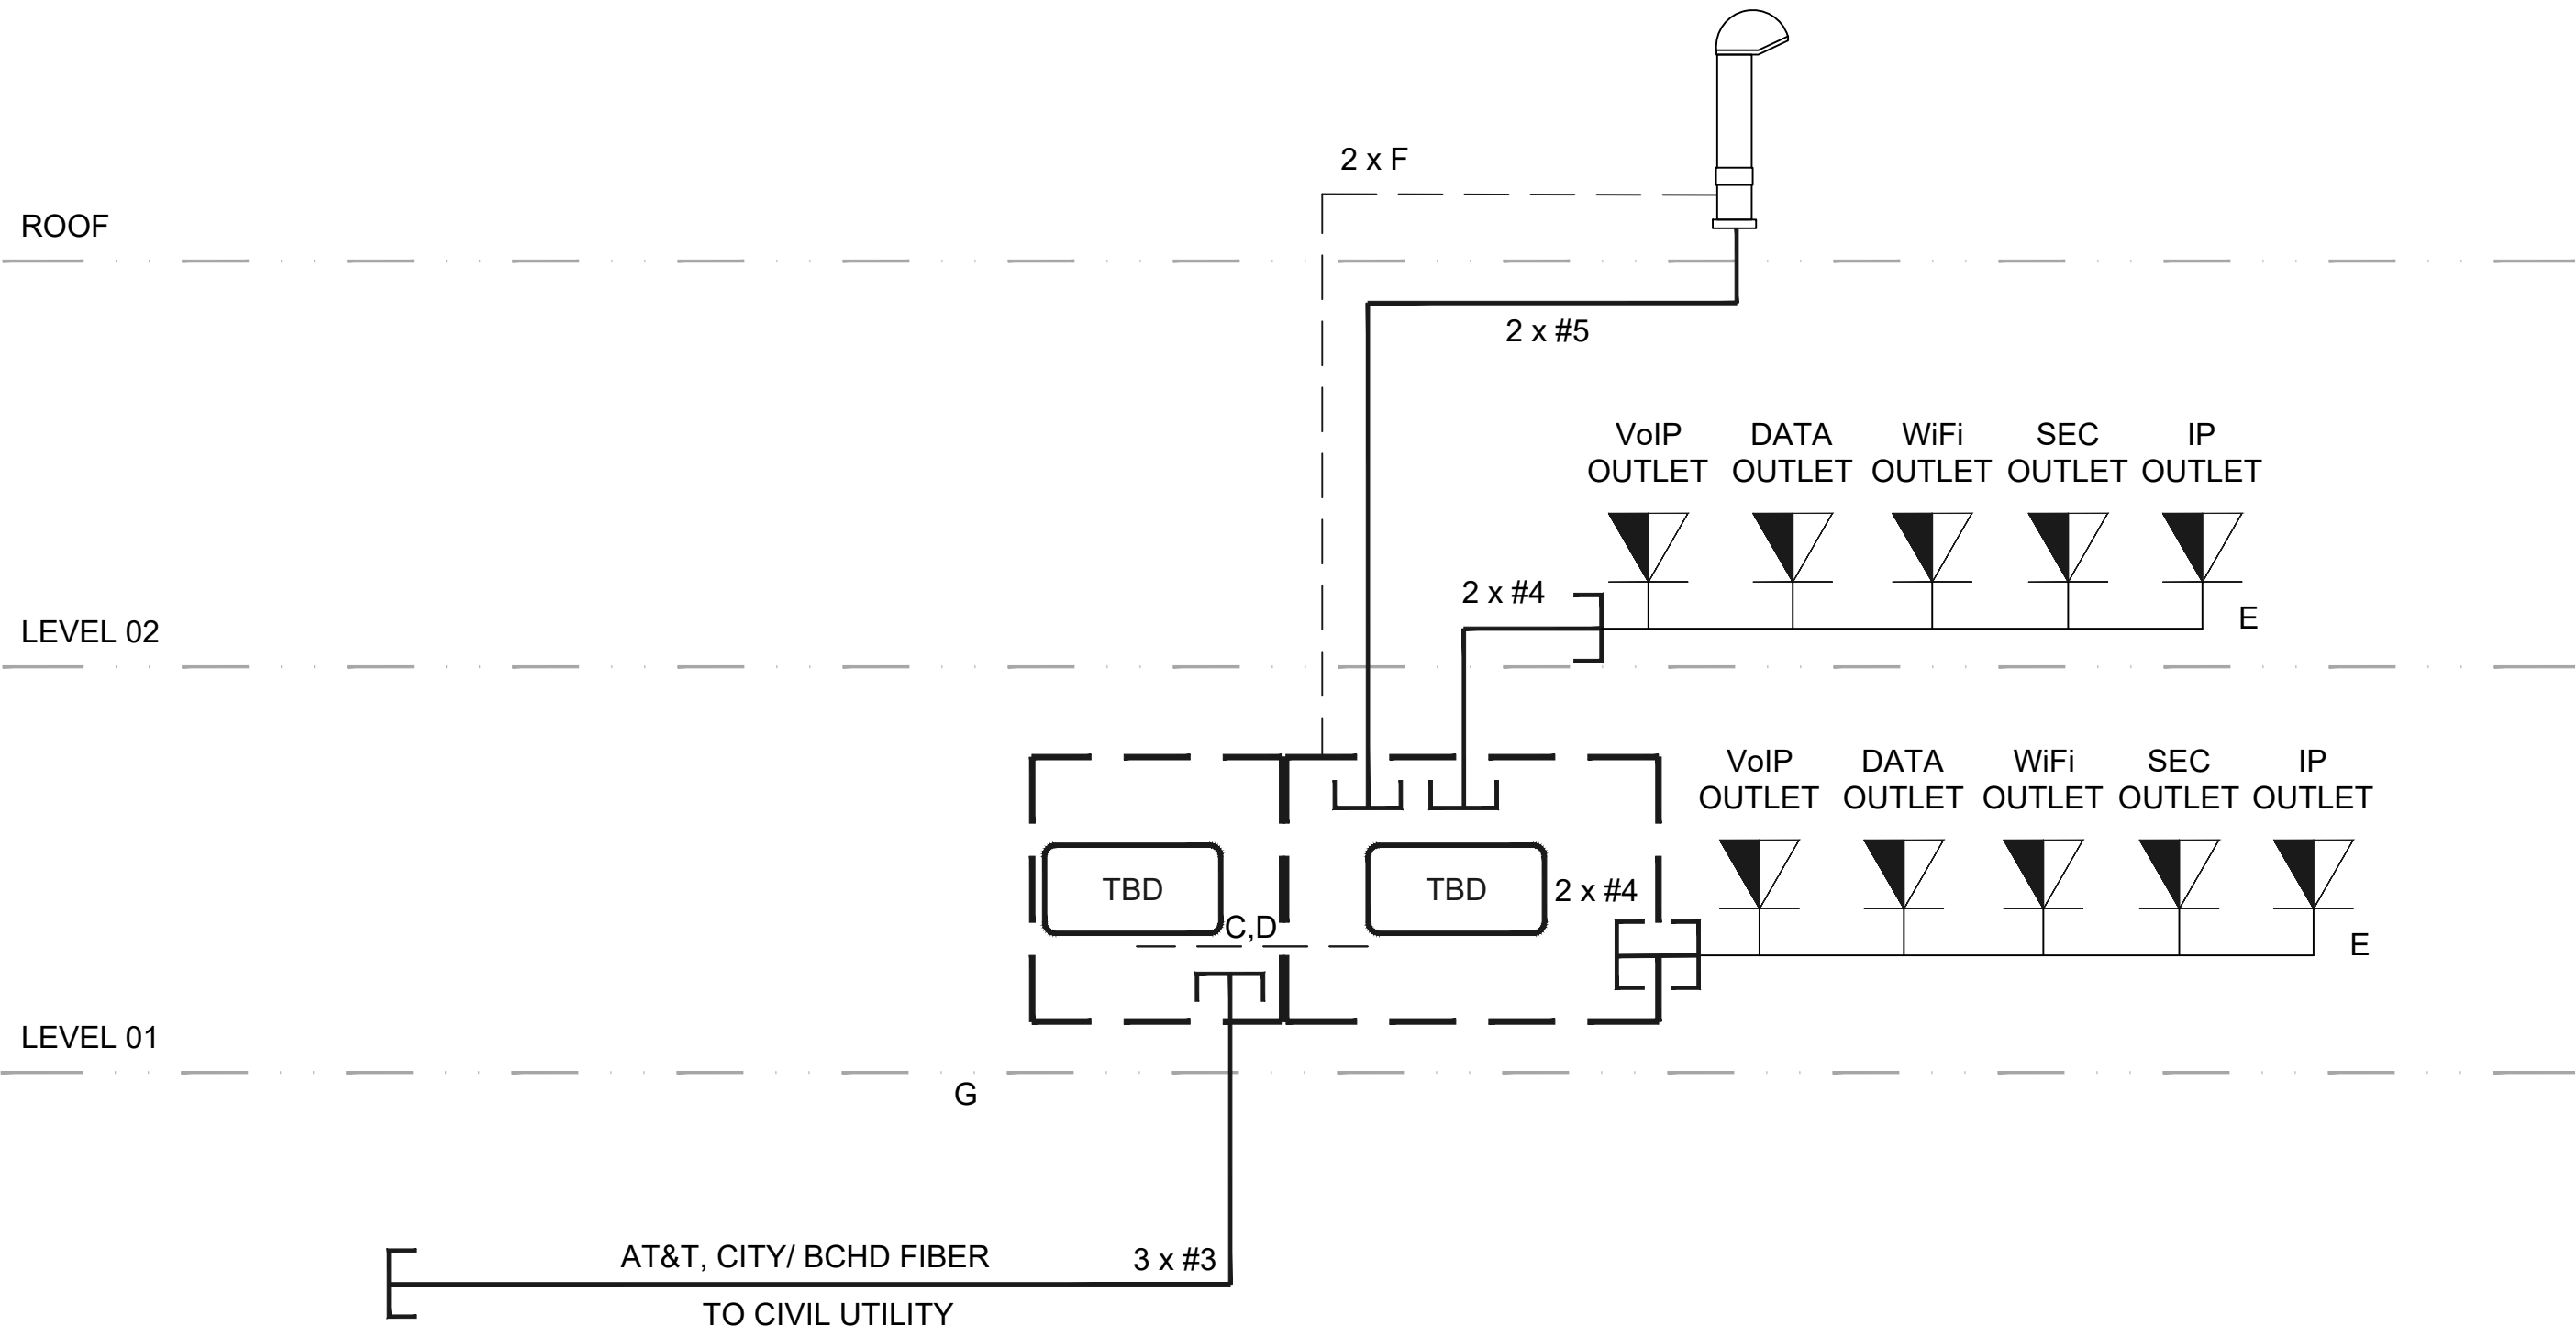 2 x F
ROOF
2 x #5
VoIP OUTLET
DATA OUTLET
WiFi OUTLET
SEC OUTLET
IP OUTLET
2 x #4
E
LEVEL 02
VoIP OUTLET
DATA OUTLET
WiFi OUTLET
SEC OUTLET
IP OUTLET
TBD
TBD
2 x #4
C,D
E
LEVEL 01
G
AT&T, CITY/ BCHD FIBER
3 x #3
TO CIVIL UTILITY